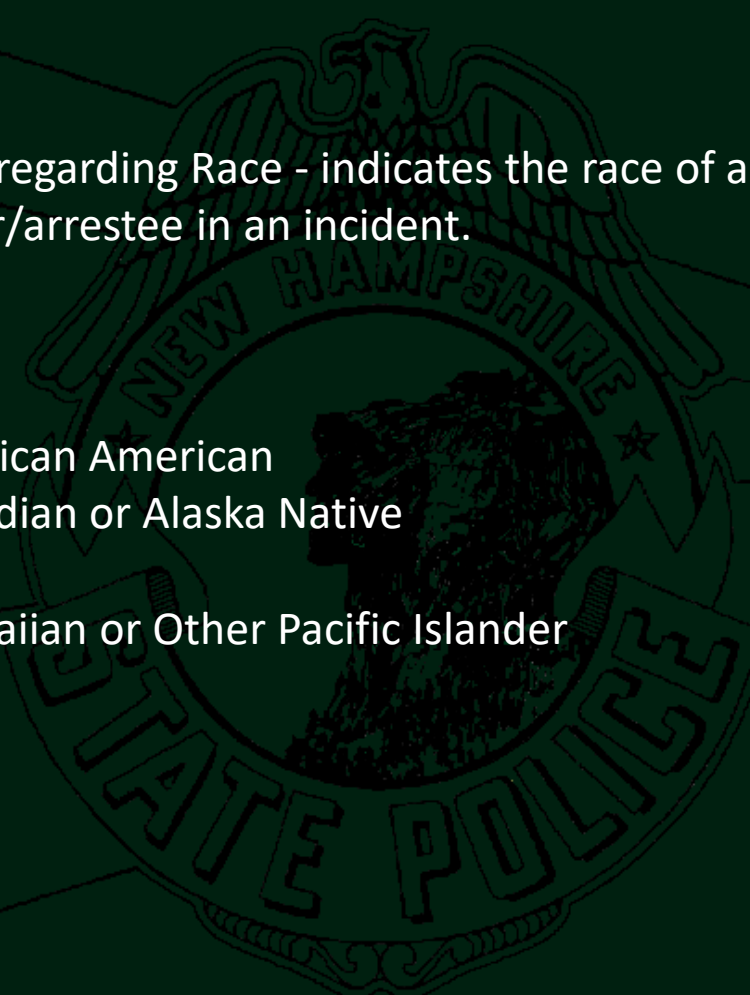 regarding Race - indicates the race of a
r/arrestee in an incident.
NEW HAMPSHIRE
ican American
dian or Alaska Native
aiian or Other Pacific Islander
STATE POLICE